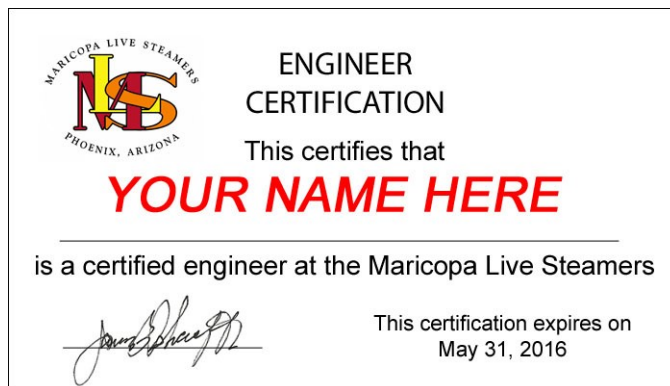 MARICOPA LIVE STEAMERS
MLS
PHOENIX, ARIZONA
ENGINEER
CERTIFICATION
This certifies that
YOUR NAME HERE
is a certified engineer at the Maricopa Live Steamers
This certification expires on
May 31, 2016